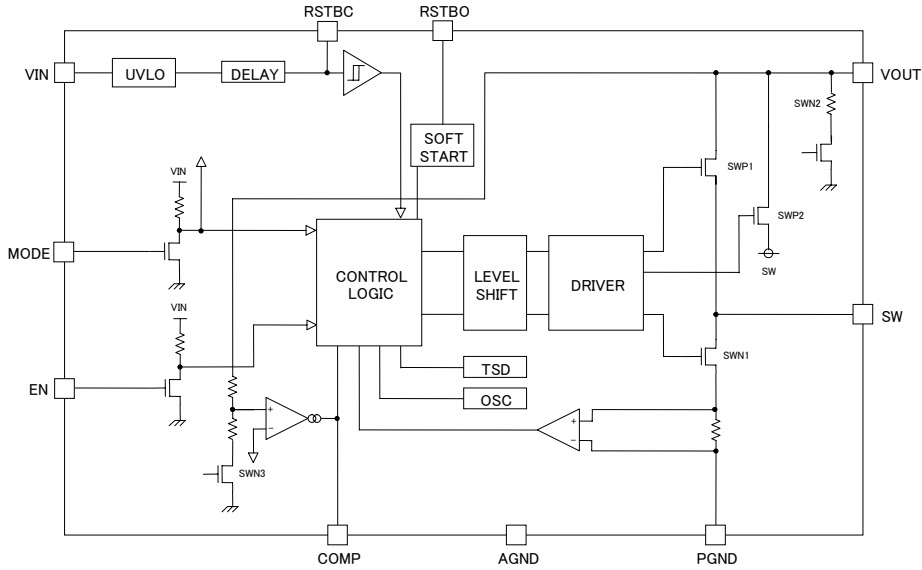 RSTBC
RSTBO
VIN
UVLO
DELAY
VOUT
SWN2
SOFT
START
SWP1
VIN
SWP2
MODE
CONTROL
LOGIC
LEVEL
SHIFT
DRIVER
SW
VIN
SW
SWN1
EN
TSD
OSC
+
-
+
-
SWN3
COMP
AGND
PGND